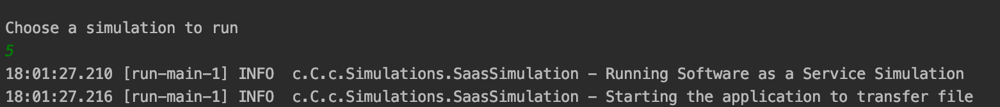 Choose a simulation to run
5
18:01:27.210 [run-main-1] INFO  c.C.c.Simulations.SaasSimulation - Running Software as a Service Simulation
18:01:27.216 [run-main-1] INFO  c.C.c.Simulations.SaasSimulation - Starting the application to transfer file